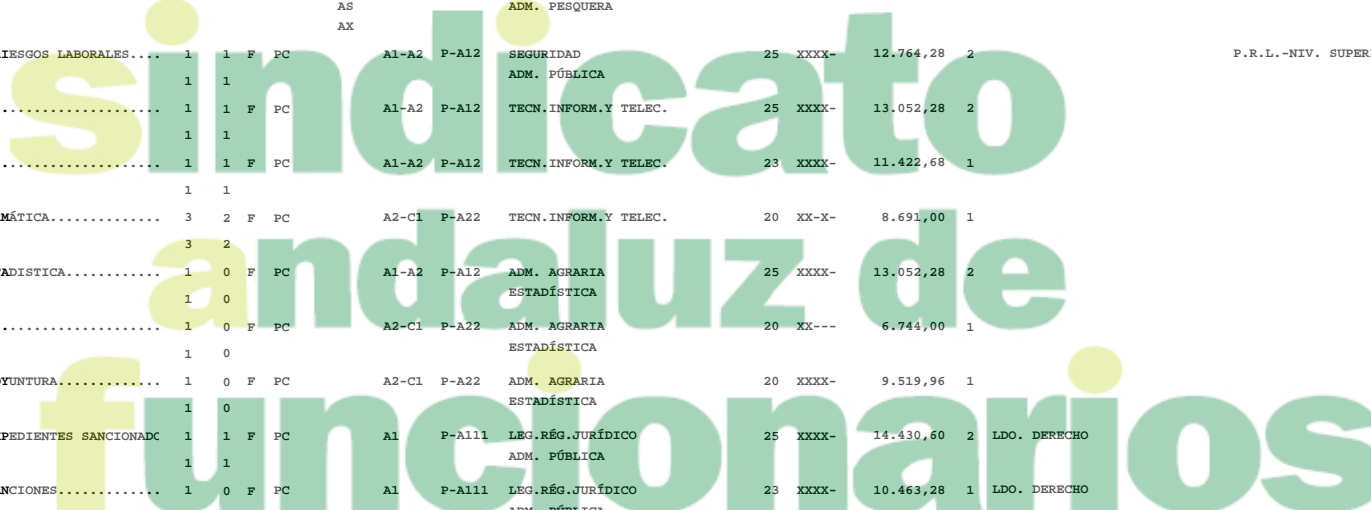 AS ADM. PESQUERA
AX
IESGOS LABORALES.... 1 1 F PC A1-A2 P-A12 SEGURIDAD 25 XXXX- 12.764,28 2 P.R.L.-NIV. SUPERI
1 1 ADM. PÚBLICA
................... 1 1 F PC A1-A2 P-A12 TECN.INFORM.Y TELEC. 25 XXXX- 13.052,28 2
1 1
................... 1 1 F PC A1-A2 P-A12 TECN.INFORM.Y TELEC. 23 XXXX- 11.422,68 1
1 1
MÁTICA.............. 3 2 F PC A2-C1 P-A22 TECN.INFORM.Y TELEC. 20 XX-X- 8.691,00 1
3 2
ADISTICA............ 1 0 F PC A1-A2 P-A12 ADM. AGRARIA 25 XXXX- 13.052,28 2
1 0 ESTADÍSTICA
................... 1 0 F PC A2-C1 P-A22 ADM. AGRARIA 20 XX--- 6.744,00 1
1 0 ESTADÍSTICA
YUNTURA............. 1 0 F PC A2-C1 P-A22 ADM. AGRARIA 20 XXXX- 9.519,96 1
1 0 ESTADÍSTICA
PEDIENTES SANCIONADO 1 1 F PC A1 P-A111 LEG.RÉG.JURÍDICO 25 XXXX- 14.430,60 2 LDO. DERECHO
1 1 ADM. PÚBLICA
NCIONES............. 1 0 F PC A1 P-A111 LEG.RÉG.JURÍDICO 23 XXXX- 10.463,28 1 LDO. DERECHO
ADM. PÚBLICA
sindicato
andaluz de
funcionarios